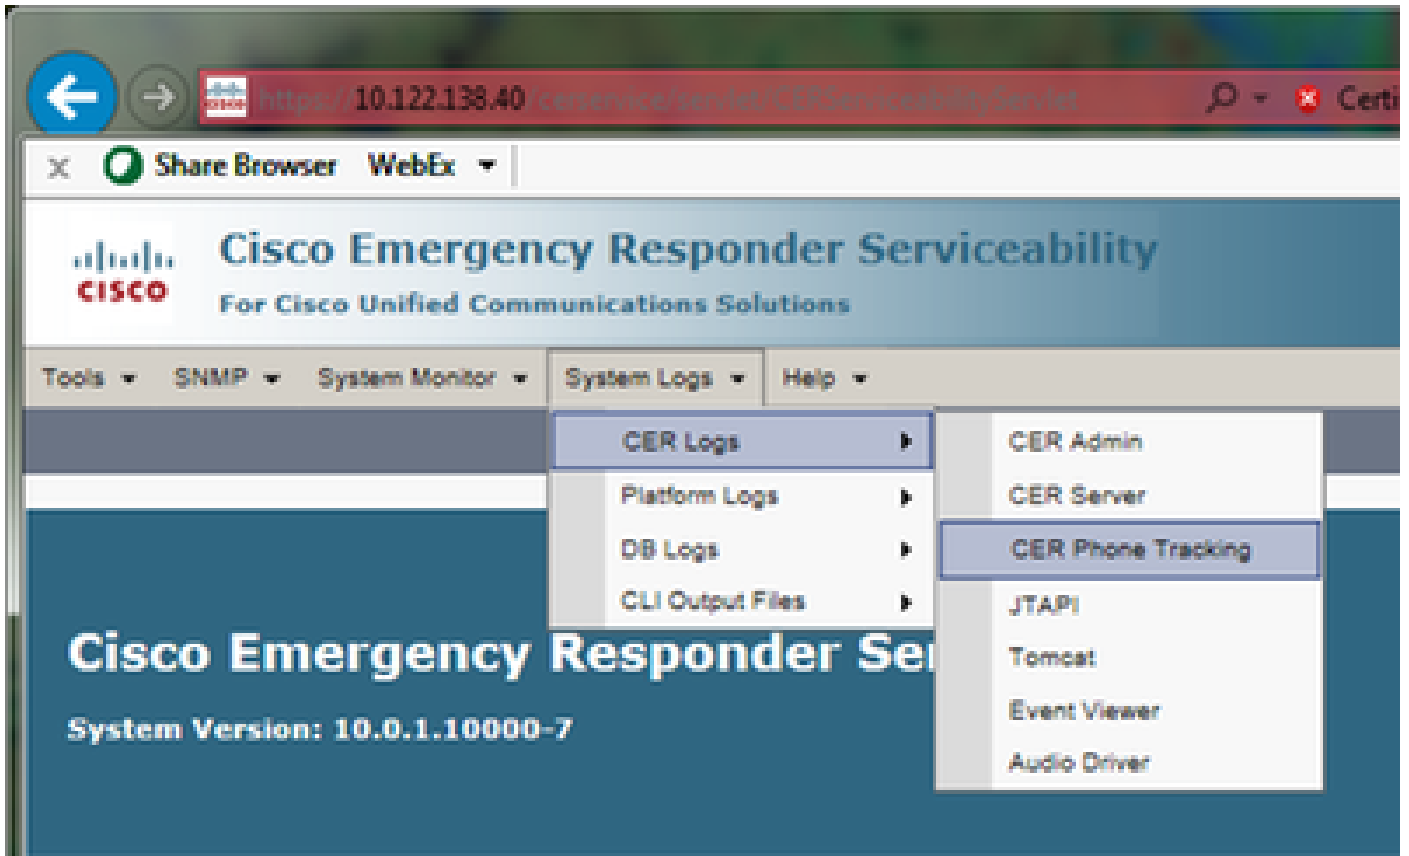 https://10.122.138.40/cerservice/servlet/CERServiceabilityServlet Certi
x Share Browser WebEx
CISCO
Cisco Emergency Responder Serviceability
For Cisco Unified Communications Solutions
Tools SNMP System Monitor System Logs Help
CER Logs
Platform Logs
DB Logs
CLI Output Files
CER Admin
CER Server
CER Phone Tracking
JTAPI
Tomcat
Event Viewer
Audio Driver
Cisco Emergency Responder Ser
System Version: 10.0.1.10000-7